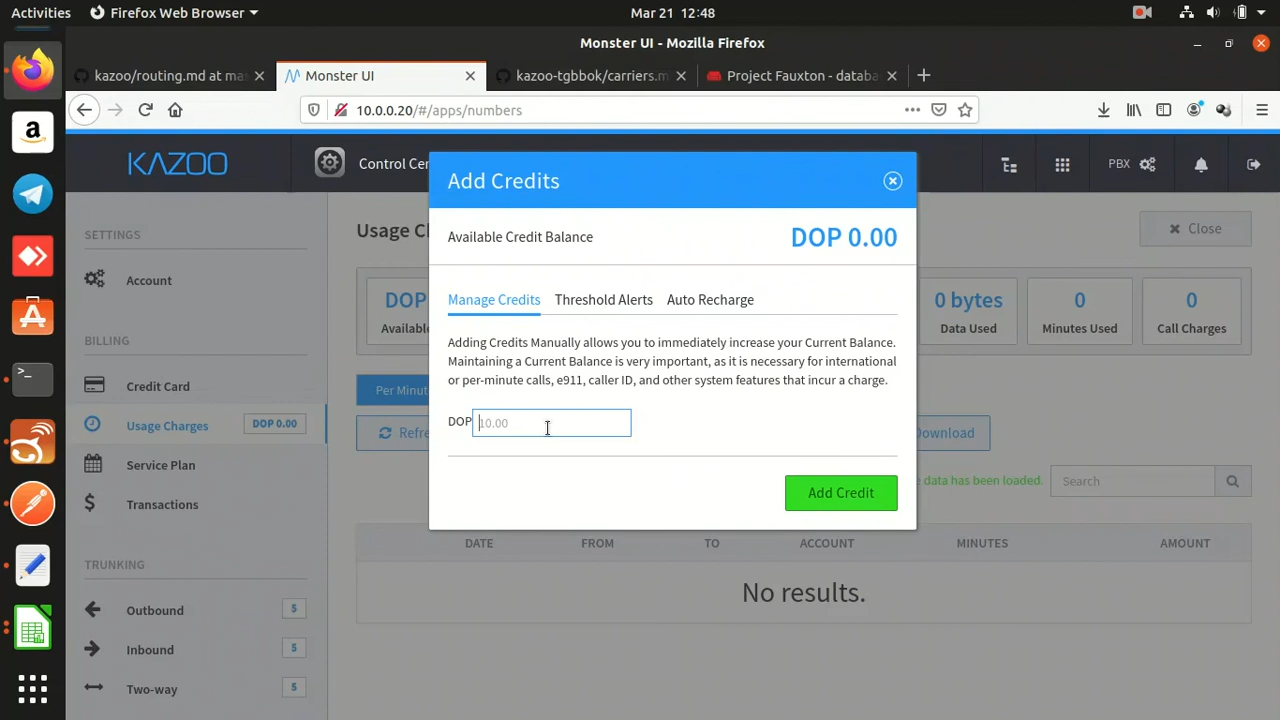 Activities
Firefox Web Browser
Mar 21 12:48
Monster UI - Mozilla Firefox
kazoo/routing.md at mas
Monster UI
kazoo-tgbbok/carriers.m
Project Fauxton - databa
10.0.0.20/#/apps/numbers
KAZOO
Control Cen
PBX
SETTINGS
Account
BILLING
Credit Card
Usage Charges
DOP 0.00
Service Plan
Transactions
TRUNKING
Outbound
5
Inbound
5
Two-way
5
Usage C
Close
DOP
Availab
0 bytes
Data Used
0
Minutes Used
0
Call Charges
Per Minut
Refre
ownload
data has been loaded.
Search
Add Credits
Available Credit Balance
DOP 0.00
Manage Credits
Threshold Alerts
Auto Recharge
Adding Credits Manually allows you to immediately increase your Current Balance.
Maintaining a Current Balance is very important, as it is necessary for international
or per-minute calls, e911, caller ID, and other system features that incur a charge.
DOP
10.00
Add Credit
DATE
FROM
TO
ACCOUNT
MINUTES
AMOUNT
No results.